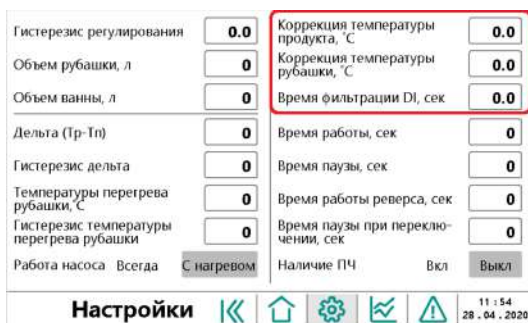 Гистерезис регулирования 0.0
Объем рубашки, л 0
Объем ванны, л 0
Дельта (Тр-Тп) 0
Гистерезис дельта 0
Температуры перегрева
рубашки,°С 0
Гистерезис температуры
перегрева рубашки 0
Работа насоса Всегда С нагревом
Коррекция температуры
продукта, °С 0.0
Коррекция температуры
рубашки, °С 0.0
Время фильтрации DI, сек 0.0
Время работы, сек 0
Время паузы, сек 0
Время работы реверса, сек 0
Время паузы при переклю-
чении, сек 0
Наличие ПЧ Вкл Выкл
Настройки
11 : 54
28 . 04 . 2020